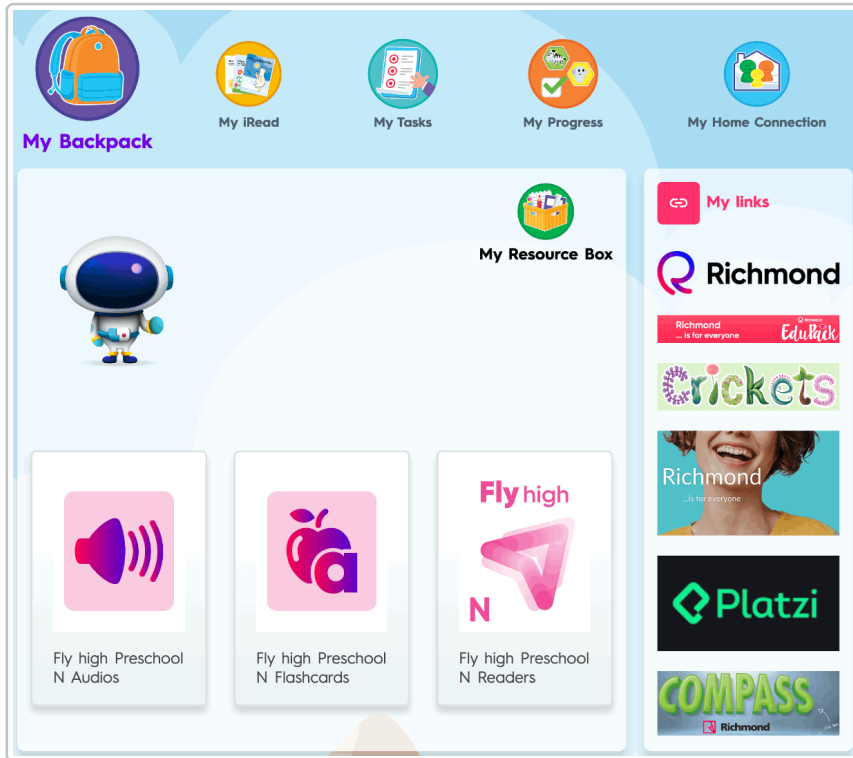 My Backpack
My iRead
My Tasks
My Progress
My Home Connection
My Resource Box
My links
Richmond
Richmond
... is for everyone
Richmond
EduPack
Crickets
Richmond
...is for everyone
Platzi
COMPASS
Richmond
Fly high
N
a
Fly high Preschool
N Audios
Fly high Preschool
N Flashcards
Fly high Preschool
N Readers